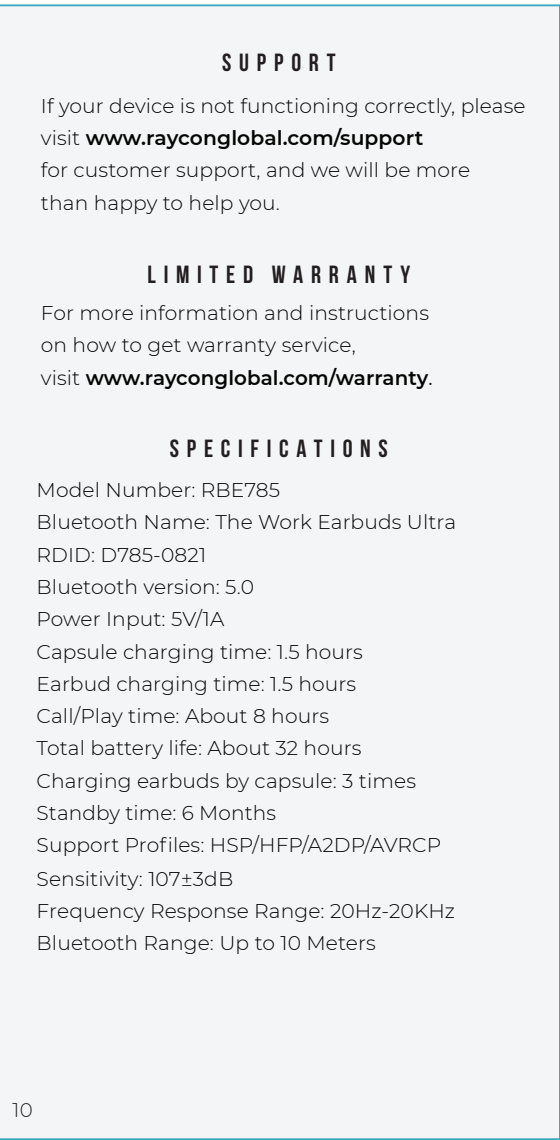 SUPPORT
If your device is not functioning correctly, please
visit www.rayconglobal.com/support
for customer support, and we will be more
than happy to help you.
LIMITED WARRANTY
For more information and instructions
on how to get warranty service,
visit www.rayconglobal.com/warranty.
SPECIFICATIONS
Model Number: RBE785
Bluetooth Name: The Work Earbuds Ultra
RDID: D785-0821
Bluetooth version: 5.0
Power Input: 5V/1A
Capsule charging time: 1.5 hours
Earbud charging time: 1.5 hours
Call/Play time: About 8 hours
Total battery life: About 32 hours
Charging earbuds by capsule: 3 times
Standby time: 6 Months
Support Profiles: HSP/HFP/A2DP/AVRCP
Sensitivity: 107±3dB
Frequency Response Range: 20Hz-20KHz
Bluetooth Range: Up to 10 Meters
10